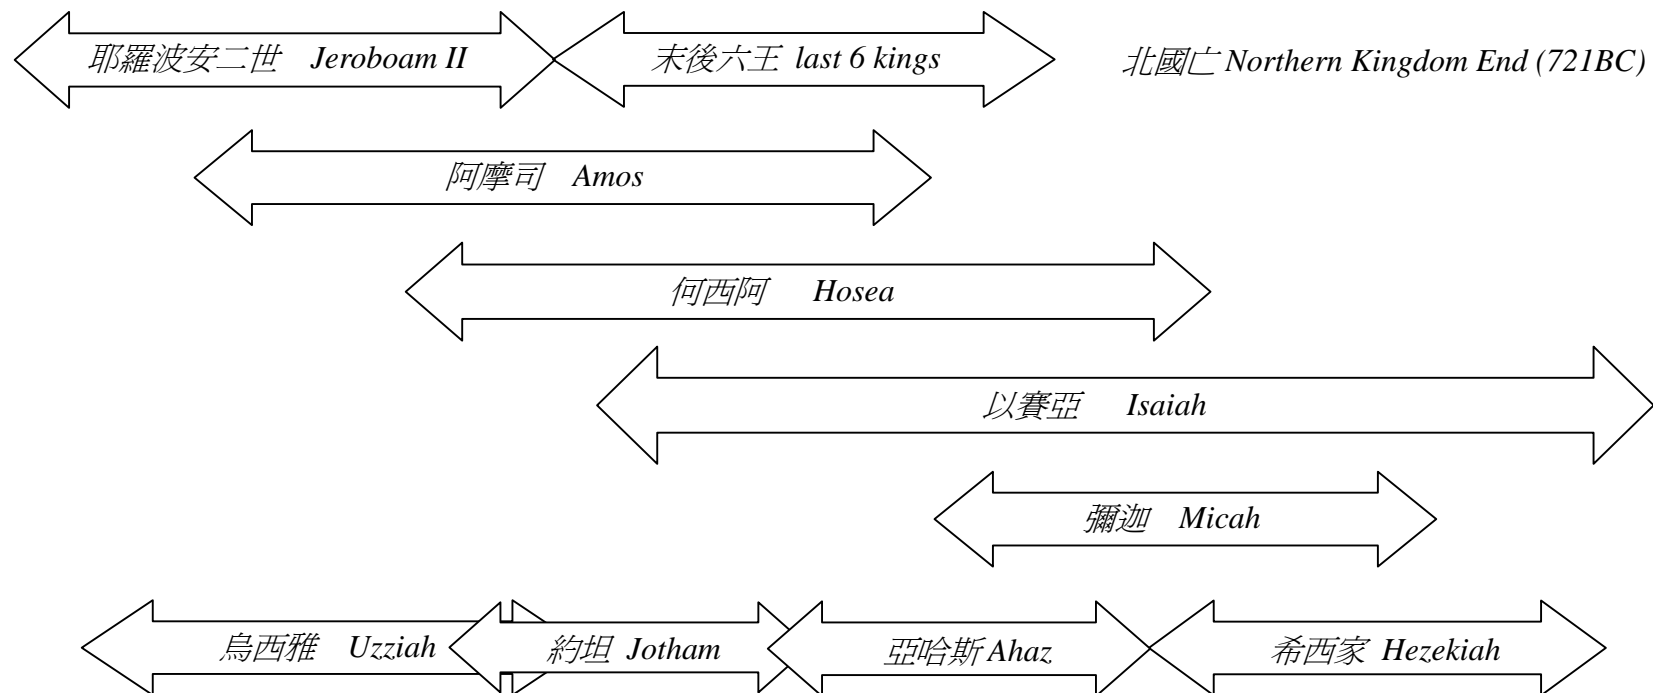 耶羅波安二世 Jeroboam II 末後六王 last 6 kings 北國亡 Northern Kingdom End (721BC)
阿摩司 Amos
何西阿 Hosea
以賽亞 Isaiah
彌迦 Micah
烏西雅 Uzziah 約坦 Jotham 亞哈斯 Ahaz 希西家 Hezekiah